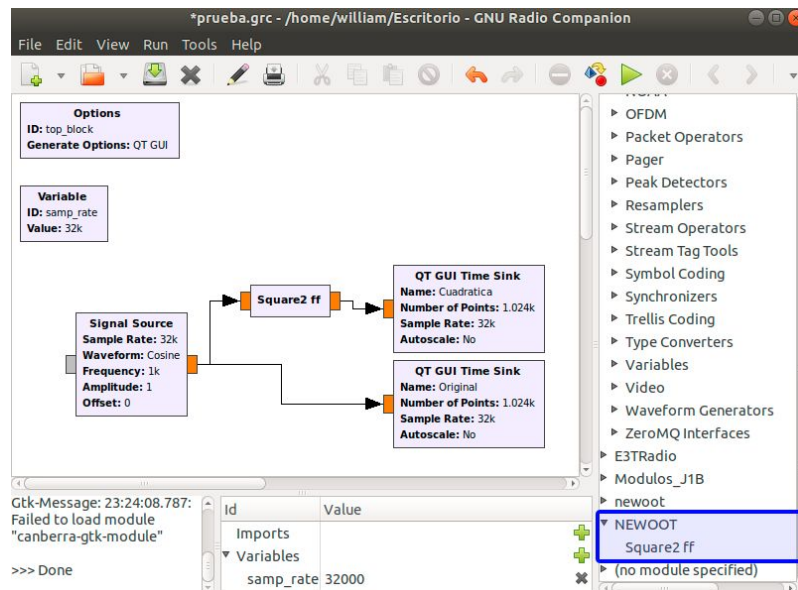 *prueba.grc - /home/william/Escritorio - GNU Radio Companion
File Edit View Run Tools Help
Options
ID: top_block
Generate Options: QT GUI
Variable
ID: samp_rate
Value: 32k
Signal Source
Sample Rate: 32k
Waveform: Cosine
Frequency: 1k
Amplitude: 1
Offset: 0
Square2 ff
QT GUI Time Sink
Name: Cuadratica
Number of Points: 1.024k
Sample Rate: 32k
Autoscale: No
QT GUI Time Sink
Name: Original
Number of Points: 1.024k
Sample Rate: 32k
Autoscale: No
OFDM
Packet Operators
Pager
Peak Detectors
Resamplers
Stream Operators
Stream Tag Tools
Symbol Coding
Synchronizers
Trellis Coding
Type Converters
Variables
Video
Waveform Generators
ZeroMQ Interfaces
E3TRadio
Modulos_J1B
newoot
NEWOOT
Square2 ff
(no module specified)
Gtk-Message: 23:24:08.787:
Failed to load module
"canberra-gtk-module"
>>> Done
Id Value
Imports
Variables
samp_rate 32000